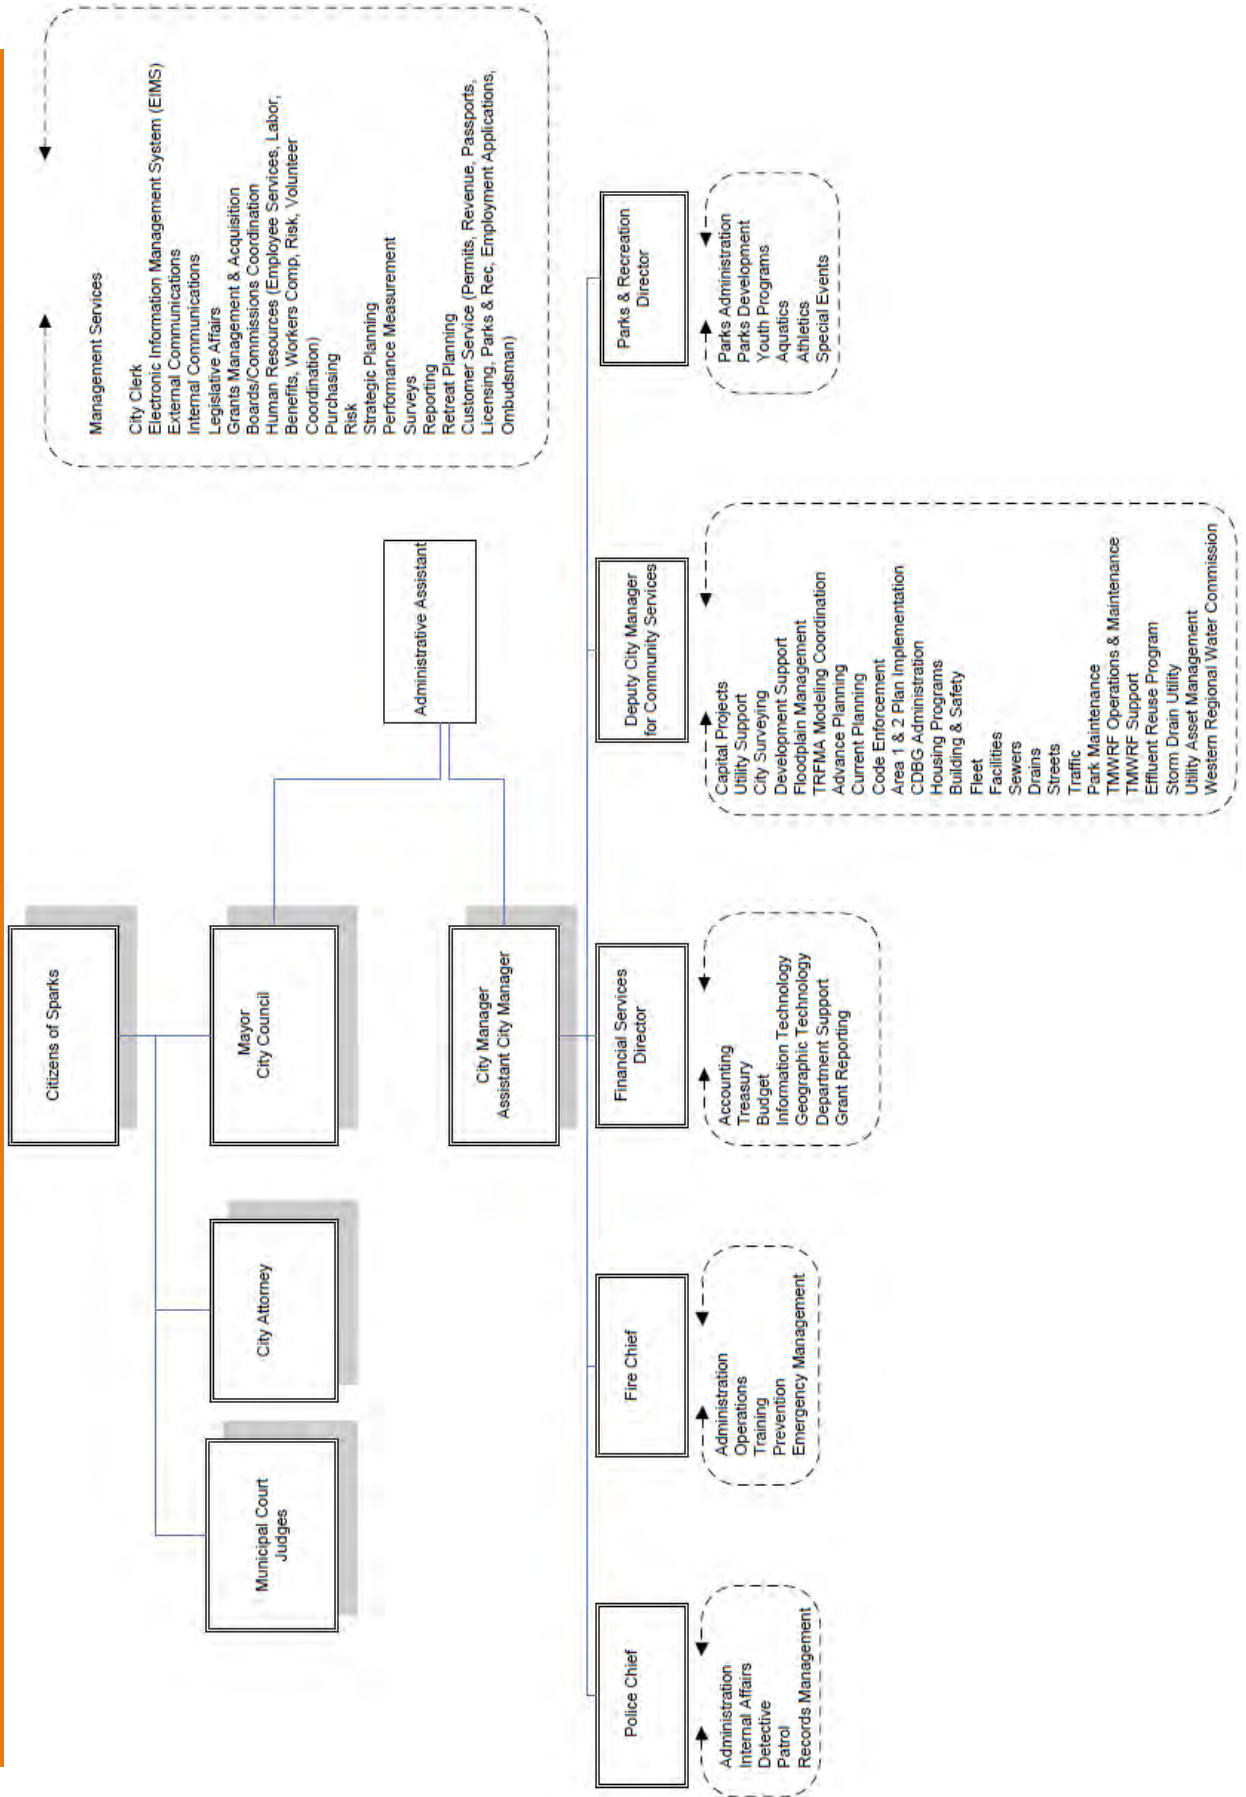 Citizens of Sparks
Municipal Court
Judges
City Attorney
Mayor
City Council
Administrative Assistant
City Manager
Assistant City Manager
Management Services
City Clerk
Electronic Information Management System (EIMS)
External Communications
Internal Communications
Legislative Affairs
Grants Management & Acquisition
Boards/Commissions Coordination
Human Resources (Employee Services, Labor,
Benefits, Workers Comp, Risk, Volunteer
Coordination)
Purchasing
Risk
Strategic Planning
Performance Measurement
Surveys
Reporting
Retreat Planning
Customer Service (Permits, Revenue, Passports,
Licensing, Parks & Rec, Employment Applications,
Ombudsman)
Police Chief
Administration
Internal Affairs
Detective
Patrol
Records Management
Fire Chief
Administration
Operations
Training
Prevention
Emergency Management
Financial Services
Director
Accounting
Treasury
Budget
Information Technology
Geographic Technology
Department Support
Grant Reporting
Deputy City Manager
for Community Services
Capital Projects
Utility Support
City Surveying
Development Support
Floodplain Management
TRFMA Modeling Coordination
Advance Planning
Current Planning
Code Enforcement
Area 1 & 2 Plan Implementation
CDBG Administration
Housing Programs
Building & Safety
Fleet
Facilities
Sewers
Drains
Streets
Traffic
Park Maintenance
TMWRF Operations & Maintenance
TMWRF Support
Effluent Reuse Program
Storm Drain Utility
Utility Asset Management
Western Regional Water Commission
Parks & Recreation
Director
Parks Administration
Parks Development
Youth Programs
Aquatics
Athletics
Special Events